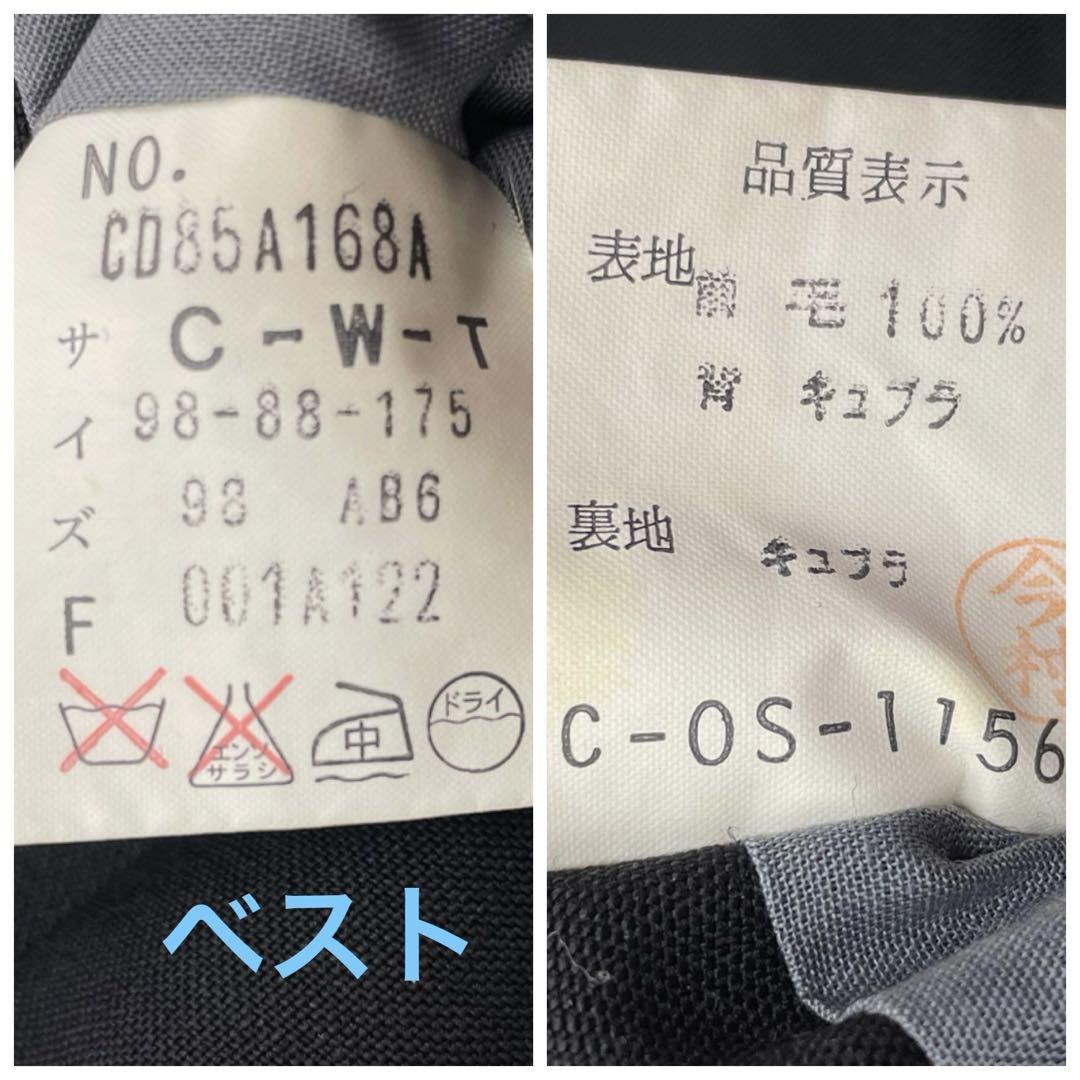 NO.
CD85A168A
サイズ
C-W-T
98-88-175
98 AB6
F 001A122
エンソ
サラシ
中
ドライ
ベスト
品質表示
表地 前 毛 100%
背 キュプラ
裏地 キュプラ
今村
C-OS-1156